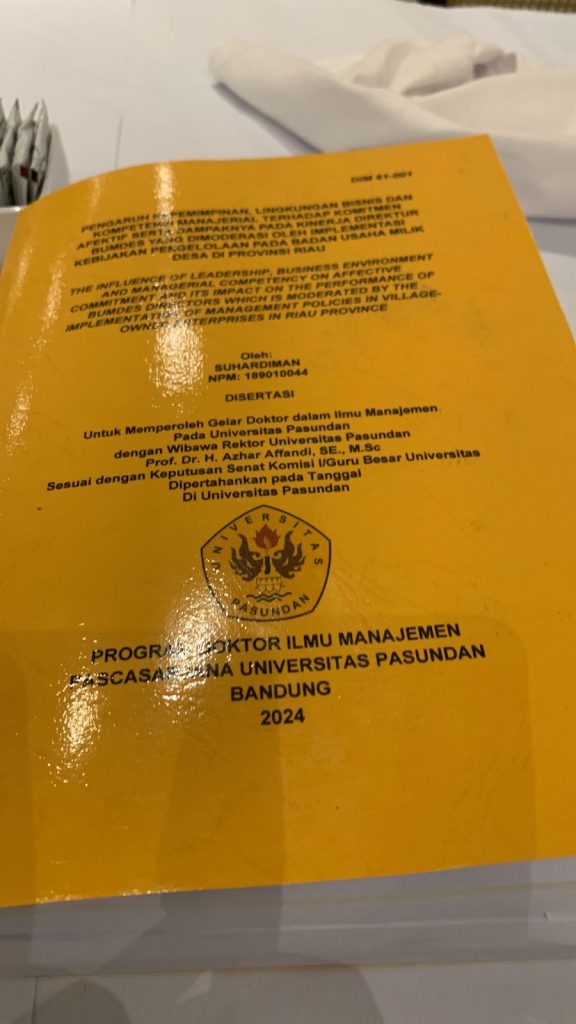 DIM 61-001
PENGARUH KEPEMIMPINAN, LINGKUNGAN BISNIS DAN
KOMPETENSI MANAJERIAL TERHADAP KOMITMEN
AFEKTIF SERTA DAMPAKNYA PADA KINERJA DIREKTUR
BUMDES YANG DIMODERASI OLEH IMPLEMENTASI
KEBIJAKAN PENGELOLAAN PADA BADAN USAHA MILIK
DESA DI PROVINSI RIAU
THE INFLUENCE OF LEADERSHIP, BUSINESS ENVIRONMENT
AND MANAGERIAL COMPETENCY ON AFFECTIVE
COMMITMENT AND ITS IMPACT ON THE PERFORMANCE OF
BUMDES DIRECTORS WHICH IS MODERATED BY THE
IMPLEMENTATION OF MANAGEMENT POLICIES IN VILLAGE-
OWNED ENTERPRISES IN RIAU PROVINCE
Oleh:
SUHARDIMAN
NPM: 189010044
DISERTASI
Untuk Memperoleh Gelar Doktor dalam Ilmu Manajemen
Pada Universitas Pasundan
dengan Wibawa Rektor Universitas Pasundan
Prof. Dr. H. Azhar Affandi, SE., M.Sc
Sesuai dengan Keputusan Senat Komisi I/Guru Besar Universitas
Dipertahankan pada Tanggal
Di Universitas Pasundan
UNIVERSITAS
PASUNDAN
PROGRAM DOKTOR ILMU MANAJEMEN
PASCASARJANA UNIVERSITAS PASUNDAN
BANDUNG
2024